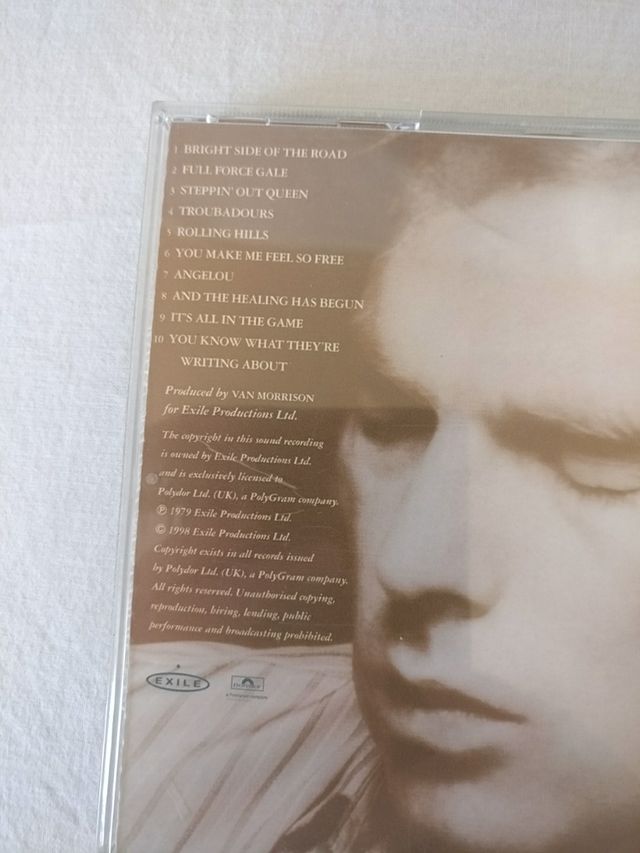 1 BRIGHT SIDE OF THE ROAD
2 FULL FORCE GALE
3 STEPPIN' OUT QUEEN
4 TROUBADOURS
5 ROLLING HILLS
6 YOU MAKE ME FEEL SO FREE
7 ANGELOU
8 AND THE HEALING HAS BEGUN
9 IT'S ALL IN THE GAME
10 YOU KNOW WHAT THEY'RE
WRITING ABOUT
Produced by VAN MORRISON
for Exile Productions Ltd.
The copyright in this sound recording
is owned by Exile Productions Ltd.
and is exclusively licensed to
Polydor Ltd. (UK), a PolyGram company.
℗ 1979 Exile Productions Ltd.
© 1998 Exile Productions Ltd.
Copyright exists in all records issued
by Polydor Ltd. (UK), a PolyGram company.
All rights reserved. Unauthorised copying,
reproduction, hiring, lending, public
performance and broadcasting prohibited.
EXILE